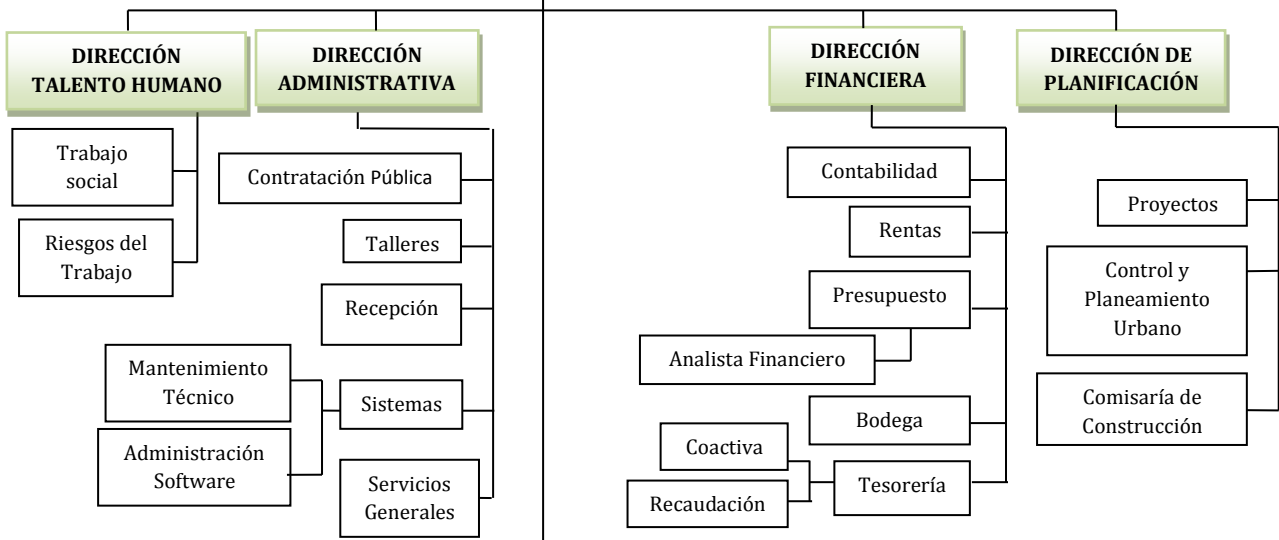 DIRECCIÓN
TALENTO HUMANO
DIRECCIÓN
ADMINISTRATIVA
DIRECCIÓN
FINANCIERA
DIRECCIÓN DE
PLANIFICACIÓN
Trabajo
social
Riesgos del
Trabajo
Contratación Pública
Talleres
Recepción
Mantenimiento
Técnico
Sistemas
Administración
Software
Servicios
Generales
Contabilidad
Rentas
Presupuesto
Analista Financiero
Bodega
Coactiva
Tesorería
Recaudación
Proyectos
Control y
Planeamiento
Urbano
Comisaría de
Construcción